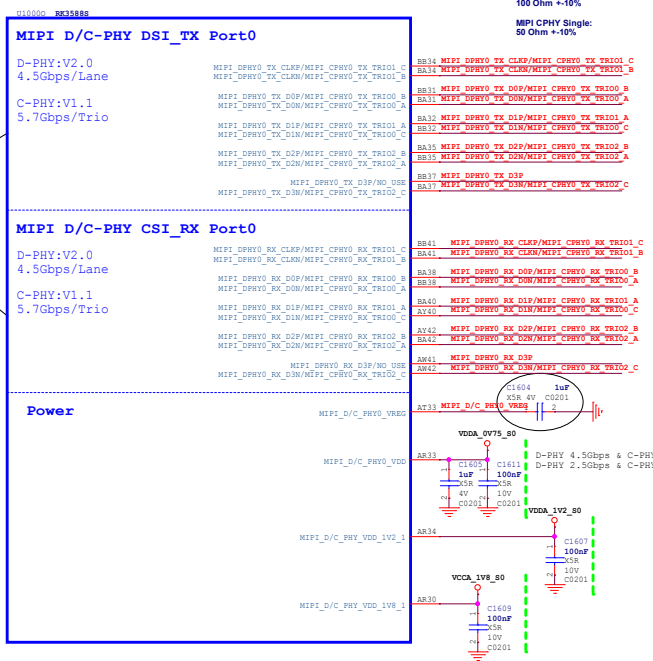 100 Ohm +-10%
MIPI CPHY Single:
50 Ohm +-10%
U1000O RK3588S
MIPI D/C-PHY DSI_TX Port0
D-PHY:V2.0
4.5Gbps/Lane
C-PHY:V1.1
5.7Gbps/Trio
MIPI_DPHY0_TX_CLKP/MIPI_CPHY0_TX_TRIO1_C BB34 MIPI_DPHY0_TX_CLKP/MIPI_CPHY0_TX_TRIO1_C
MIPI_DPHY0_TX_CLKN/MIPI_CPHY0_TX_TRIO1_B BA34 MIPI_DPHY0_TX_CLKN/MIPI_CPHY0_TX_TRIO1_B
MIPI_DPHY0_TX_D0P/MIPI_CPHY0_TX_TRIO0_B BB31 MIPI_DPHY0_TX_D0P/MIPI_CPHY0_TX_TRIO0_B
MIPI_DPHY0_TX_D0N/MIPI_CPHY0_TX_TRIO0_A BA31 MIPI_DPHY0_TX_D0N/MIPI_CPHY0_TX_TRIO0_A
MIPI_DPHY0_TX_D1P/MIPI_CPHY0_TX_TRIO1_A BA32 MIPI_DPHY0_TX_D1P/MIPI_CPHY0_TX_TRIO1_A
MIPI_DPHY0_TX_D1N/MIPI_CPHY0_TX_TRIO0_C BB32 MIPI_DPHY0_TX_D1N/MIPI_CPHY0_TX_TRIO0_C
MIPI_DPHY0_TX_D2P/MIPI_CPHY0_TX_TRIO2_B BA35 MIPI_DPHY0_TX_D2P/MIPI_CPHY0_TX_TRIO2_B
MIPI_DPHY0_TX_D2N/MIPI_CPHY0_TX_TRIO2_A BB35 MIPI_DPHY0_TX_D2N/MIPI_CPHY0_TX_TRIO2_A
MIPI_DPHY0_TX_D3P/NO_USE BB37 MIPI_DPHY0_TX_D3P
MIPI_DPHY0_TX_D3N/MIPI_CPHY0_TX_TRIO2_C BA37 MIPI_DPHY0_TX_D3N/MIPI_CPHY0_TX_TRIO2_C
MIPI D/C-PHY CSI_RX Port0
D-PHY:V2.0
4.5Gbps/Lane
C-PHY:V1.1
5.7Gbps/Trio
MIPI_DPHY0_RX_CLKP/MIPI_CPHY0_RX_TRIO1_C BB41 MIPI_DPHY0_RX_CLKP/MIPI_CPHY0_RX_TRIO1_C
MIPI_DPHY0_RX_CLKN/MIPI_CPHY0_RX_TRIO1_B BA41 MIPI_DPHY0_RX_CLKN/MIPI_CPHY0_RX_TRIO1_B
MIPI_DPHY0_RX_D0P/MIPI_CPHY0_RX_TRIO0_B BA38 MIPI_DPHY0_RX_D0P/MIPI_CPHY0_RX_TRIO0_B
MIPI_DPHY0_RX_D0N/MIPI_CPHY0_RX_TRIO0_A BB38 MIPI_DPHY0_RX_D0N/MIPI_CPHY0_RX_TRIO0_A
MIPI_DPHY0_RX_D1P/MIPI_CPHY0_RX_TRIO1_A BA40 MIPI_DPHY0_RX_D1P/MIPI_CPHY0_RX_TRIO1_A
MIPI_DPHY0_RX_D1N/MIPI_CPHY0_RX_TRIO0_C AY40 MIPI_DPHY0_RX_D1N/MIPI_CPHY0_RX_TRIO0_C
MIPI_DPHY0_RX_D2P/MIPI_CPHY0_RX_TRIO2_B AY42 MIPI_DPHY0_RX_D2P/MIPI_CPHY0_RX_TRIO2_B
MIPI_DPHY0_RX_D2N/MIPI_CPHY0_RX_TRIO2_A BA42 MIPI_DPHY0_RX_D2N/MIPI_CPHY0_RX_TRIO2_A
MIPI_DPHY0_RX_D3P/NO_USE AW41 MIPI_DPHY0_RX_D3P
MIPI_DPHY0_RX_D3N/MIPI_CPHY0_RX_TRIO2_C AW42 MIPI_DPHY0_RX_D3N/MIPI_CPHY0_RX_TRIO2_C
Power
C1604 1uF
X5R 4V C0201
MIPI_D/C_PHY0_VREG AT33 MIPI_D/C_PHY0_VREG 1 2
VDDA_0V75_S0
MIPI_D/C_PHY0_VDD AR33
D-PHY 4.5Gbps & C-PHY
D-PHY 2.5Gbps & C-PHY
1 2 C1605
1uF
X5R
4V
C0201
1 2 C1611
100nF
X5R
10V
C0201
VDDA_1V2_S0
MIPI_D/C_PHY_VDD_1V2_1 AR34
1 2 C1607
100nF
X5R
10V
C0201
VCCA_1V8_S0
MIPI_D/C_PHY_VDD_1V8_1 AR30
1 2 C1609
100nF
X5R
10V
C0201